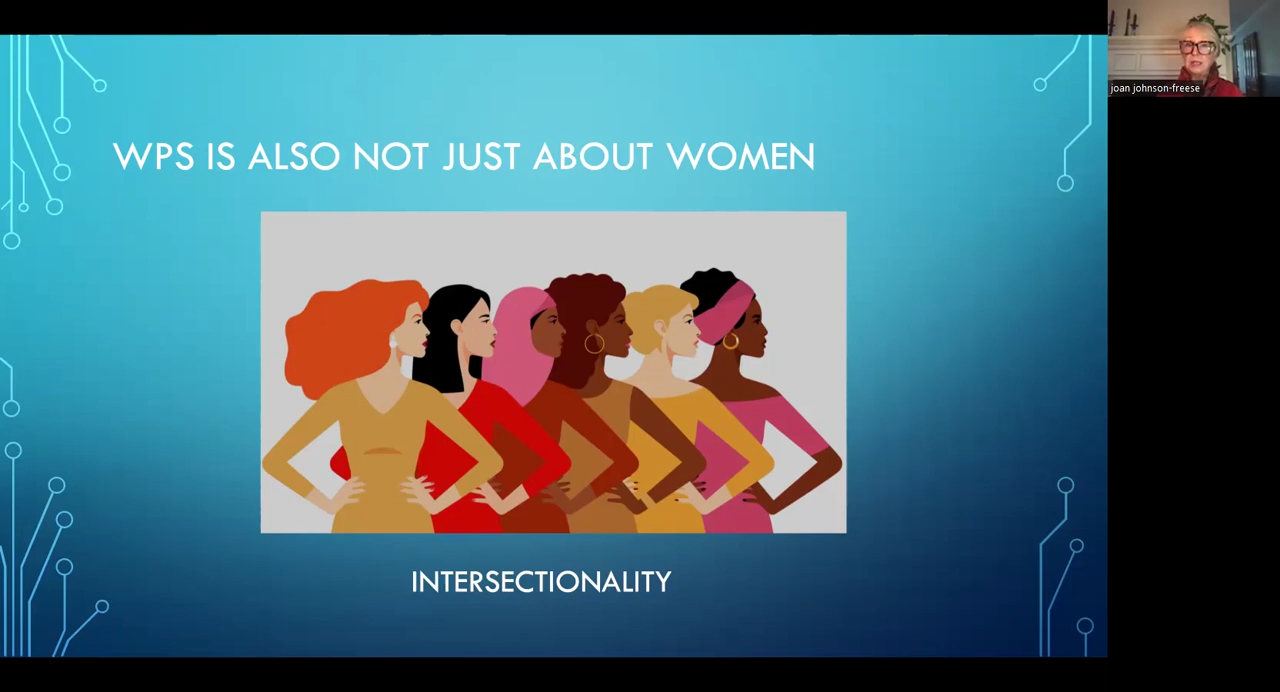 WPS IS ALSO NOT JUST ABOUT WOMEN
INTERSECTIONALITY
joan johnson-freese